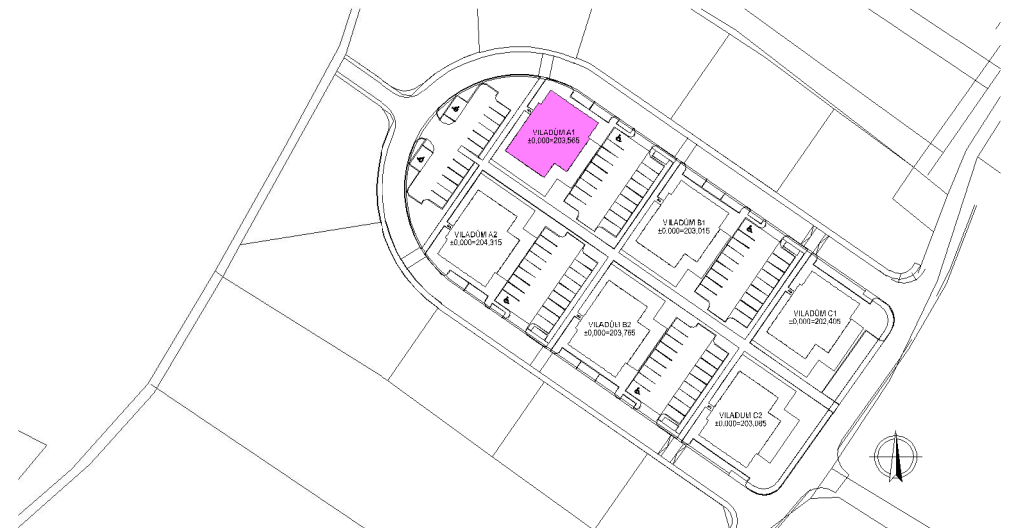 VILADŮM A1
±0,000=203,565
VILADŮM B1
±0,000=203,015
VILADŮM A2
±0,000=204,315
VILADŮM C1
±0,000=202,405
VILADŮM B2
±0,000=203,765
VILADŮM C2
±0,000=203,065